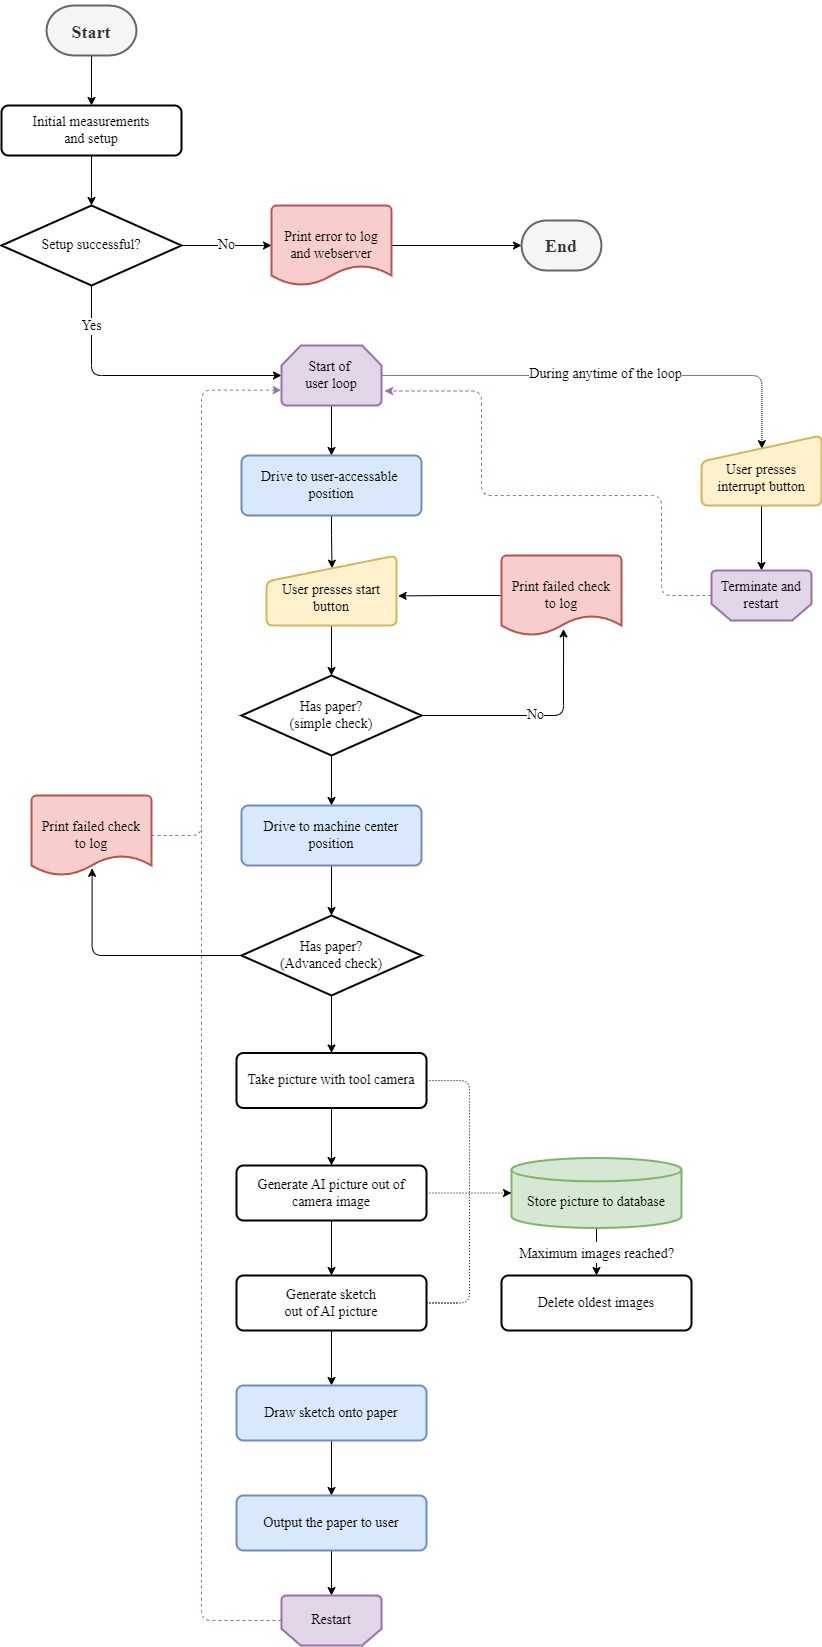 Start
Initial measurements
and setup
Setup successful?
No
Print error to log
and webserver
End
Yes
Start of
user loop
During anytime of the loop
User presses
interrupt button
Drive to user-accessable
position
Terminate and
restart
User presses start
button
Print failed check
to log
Has paper?
(simple check)
No
Print failed check
to log
Drive to machine center
position
Has paper?
(Advanced check)
Take picture with tool camera
Generate AI picture out of
camera image
Store picture to database
Maximum images reached?
Generate sketch
out of AI picture
Delete oldest images
Draw sketch onto paper
Output the paper to user
Restart